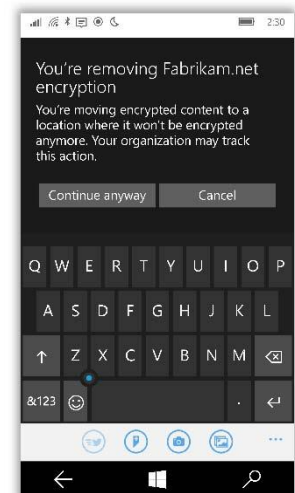 2:30
You're removing Fabrikam.net
encryption
You're moving encrypted content to a
location where it won't be encrypted
anymore. Your organization may track
this action.
Continue anyway Cancel
Q W E R T Y U I O P
A S D F G H J K L
Z X C V B N M
&123 .
...